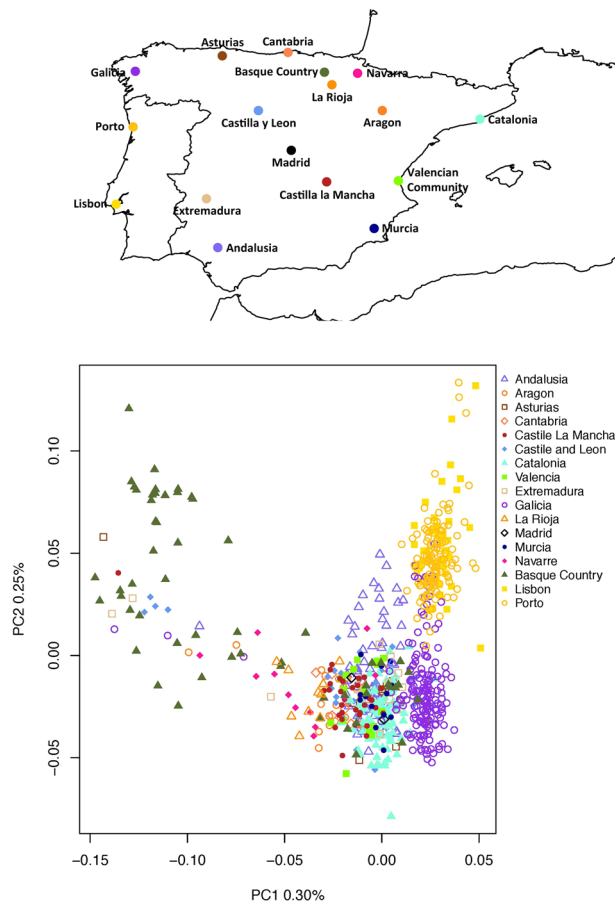 Asturias
Cantabria
Galicia
Basque Country
Navarra
La Rioja
Castilla y Leon
Aragon
Catalonia
Porto
Madrid
Castilla la Mancha
Valencian
Community
Lisbon
Extremadura
Murcia
Andalusia
PC2 0.25%
0.10
0.05
0.00
−0.05
−0.15
−0.10
−0.05
0.00
0.05
PC1 0.30%
Andalusia
Aragon
Asturias
Cantabria
Castile La Mancha
Castile and Leon
Catalonia
Valencia
Extremadura
Galicia
La Rioja
Madrid
Murcia
Navarre
Basque Country
Lisbon
Porto